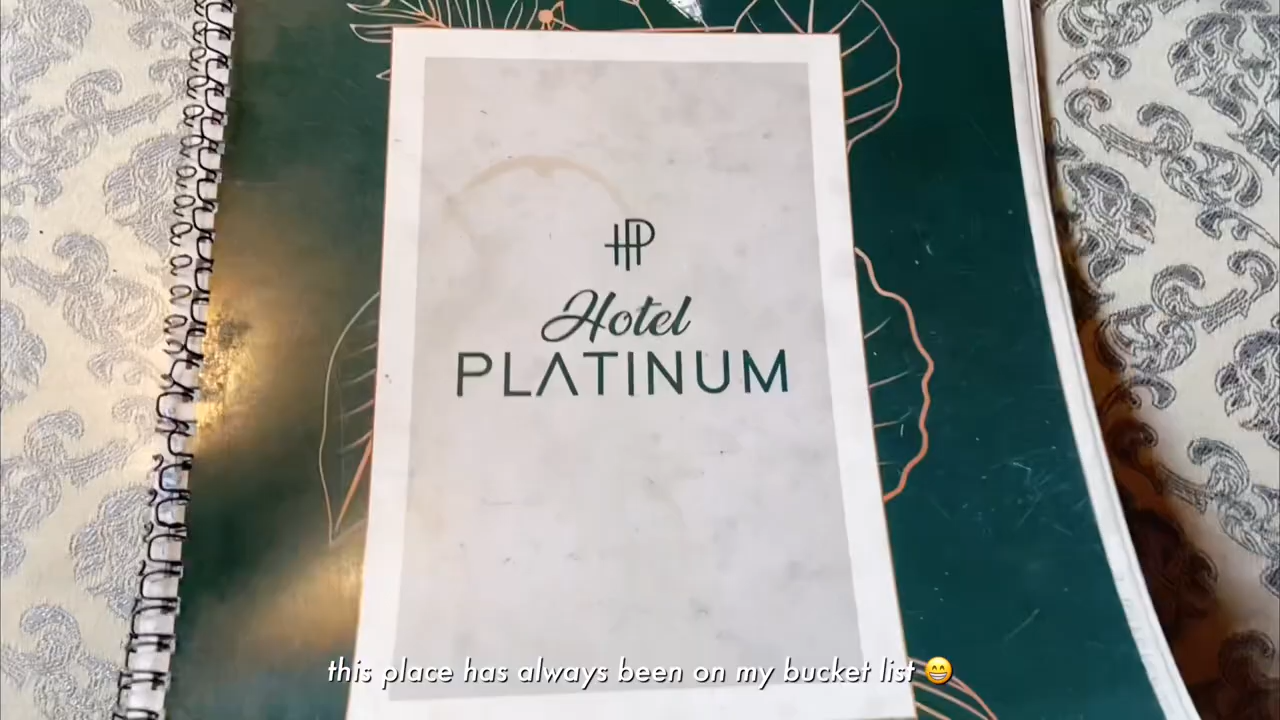 HP
Hotel
PLATINUM
this place has always been on my bucket list 😁